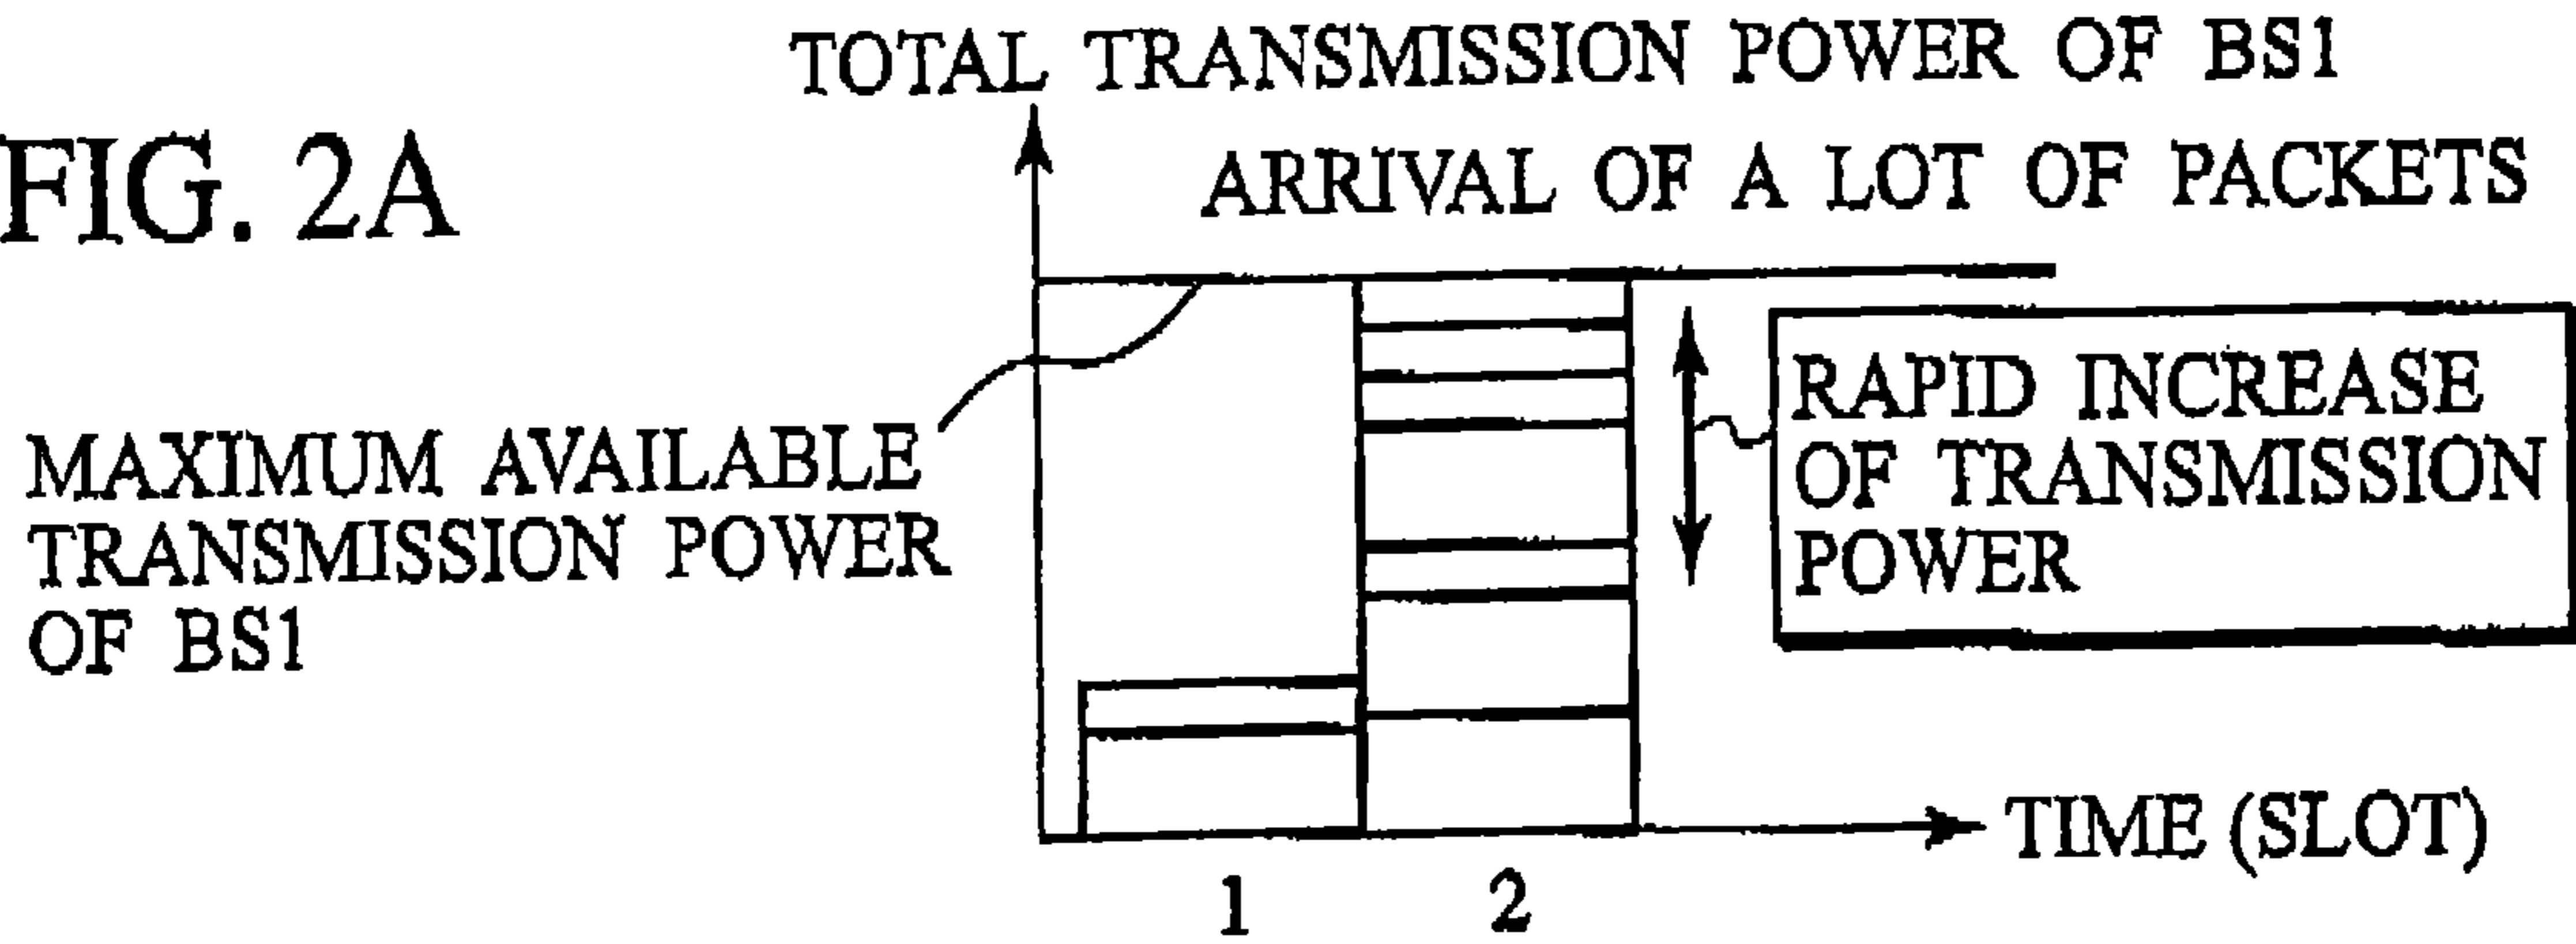 TOTAL TRANSMISSION POWER OF BS1
FIG. 2A
ARRIVAL OF A LOT OF PACKETS
MAXIMUM AVAILABLE
TRANSMISSION POWER
OF BS1
RAPID INCREASE
OF TRANSMISSION
POWER
TIME (SLOT)
1
2